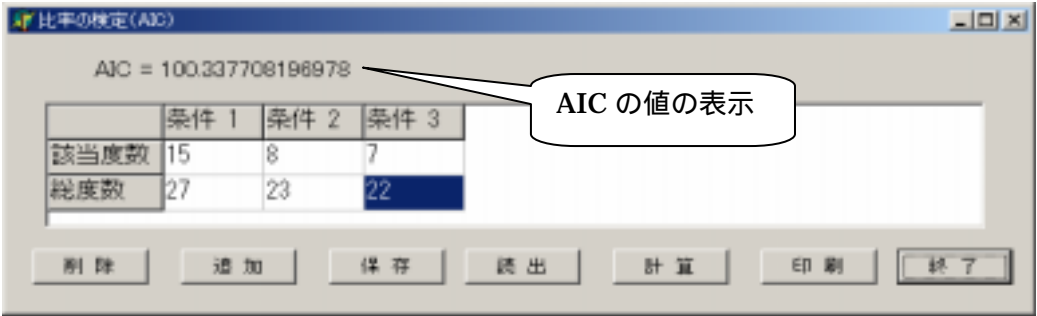 比率の検定(AIC)
AIC = 100.337708196978
AIC の値の表示
条件 1 条件 2 条件 3
該当度数 15 8 7
総度数 27 23 22
削 除 追 加 保 存 読 出 計 算 印 刷 終 了